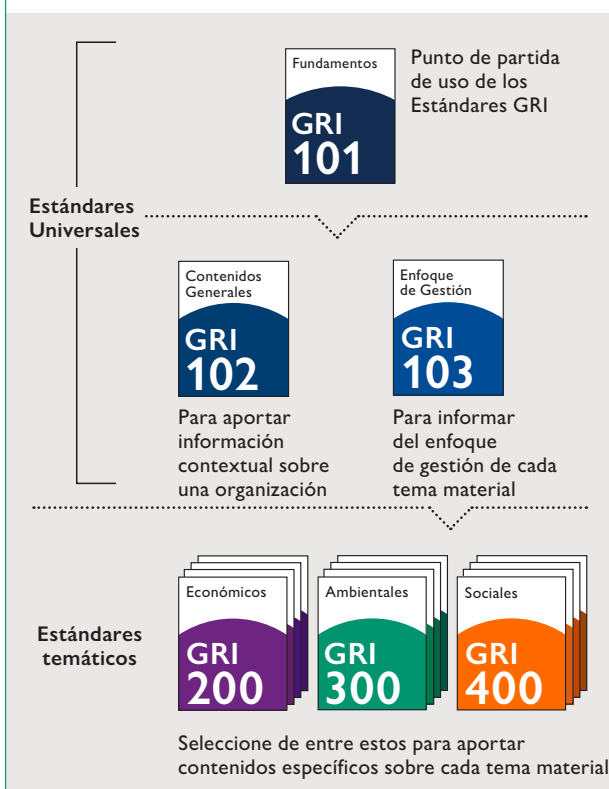 Fundamentos
GRI
101
Punto de partida
de uso de los
Estándares GRI
Estándares
Universales
Contenidos
Generales
GRI
102
Para aportar
información
contextual sobre
una organización
Enfoque
de Gestión
GRI
103
Para informar
del enfoque
de gestión de cada
tema material
Estándares
temáticos
Económicos
GRI
200
Ambientales
GRI
300
Sociales
GRI
400
Seleccione de entre estos para aportar
contenidos específicos sobre cada tema material